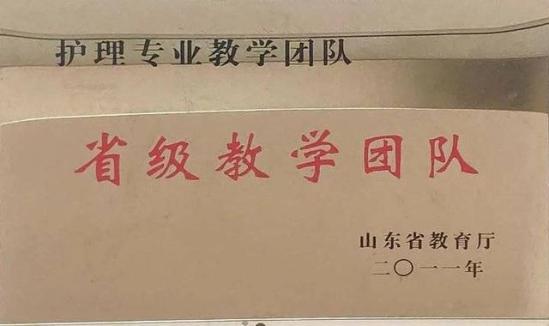 护理专业教学团队
省级教学团队
山东省教育厅
二〇一一年